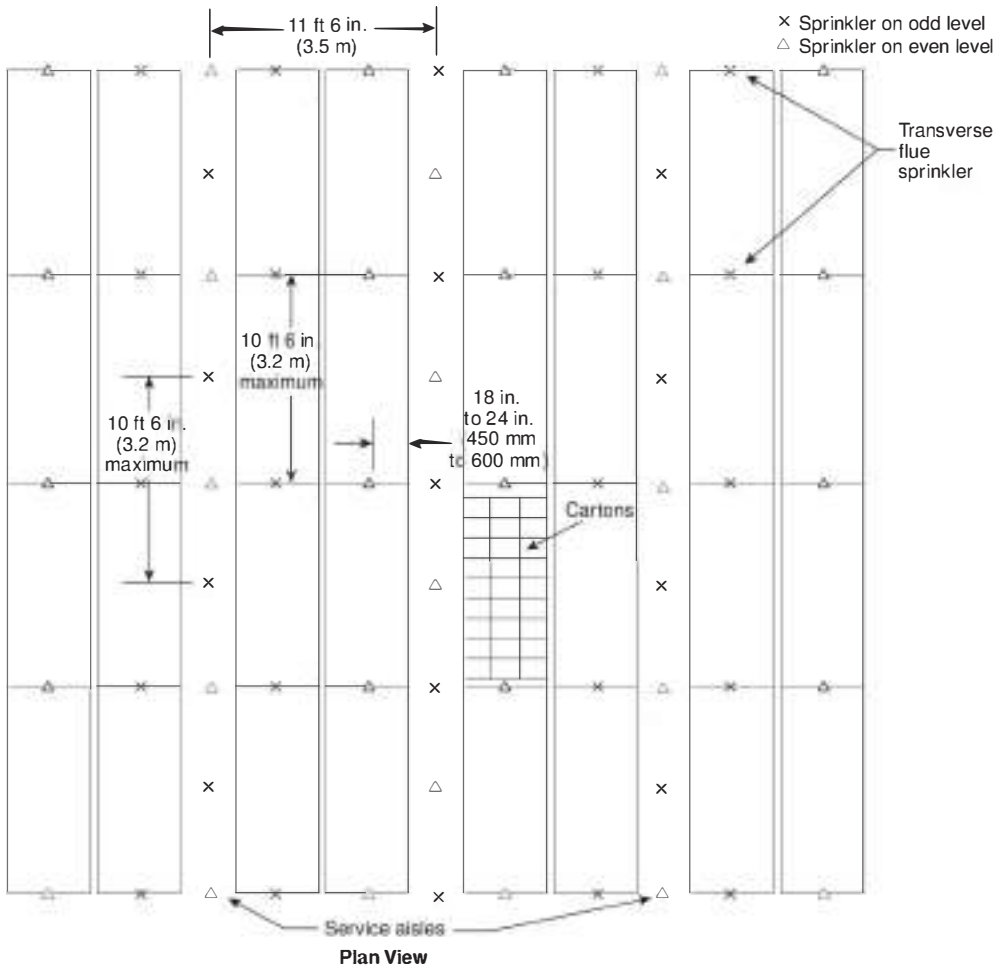 11 ft 6 in.
(3.5 m)
× Sprinkler on odd level
△ Sprinkler on even level
Transverse
flue
sprinkler
10 ft 6 in.
(3.2 m)
maximum
10 ft 6 in.
(3.2 m)
maximum
18 in.
to 24 in.
(450 mm
to 600 mm)
Cartons
Service aisles
Plan View